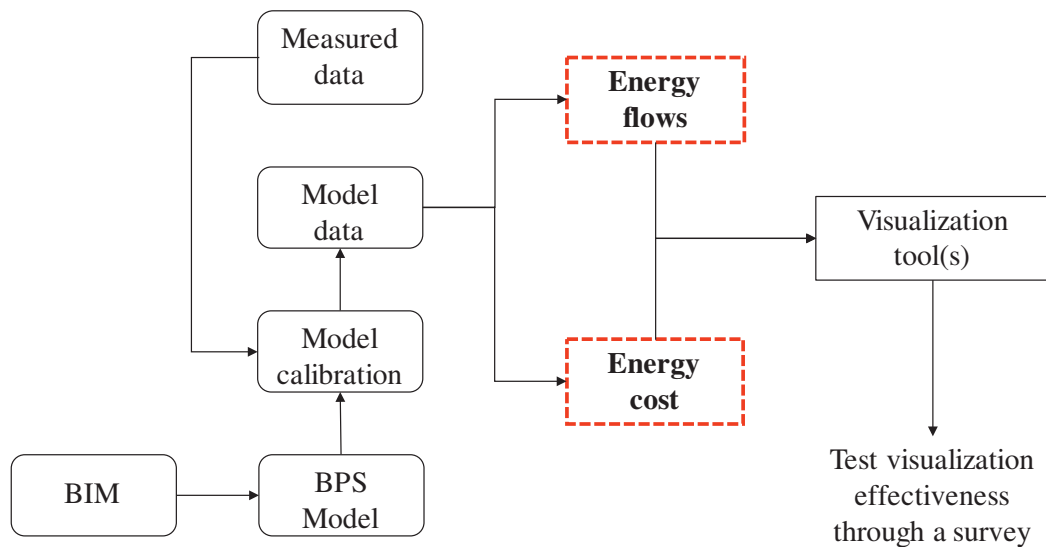 Measured
data
Energy
flows
Model
data
Visualization
tool(s)
Model
calibration
Energy
cost
BIM
BPS
Model
Test visualization
effectiveness
through a survey